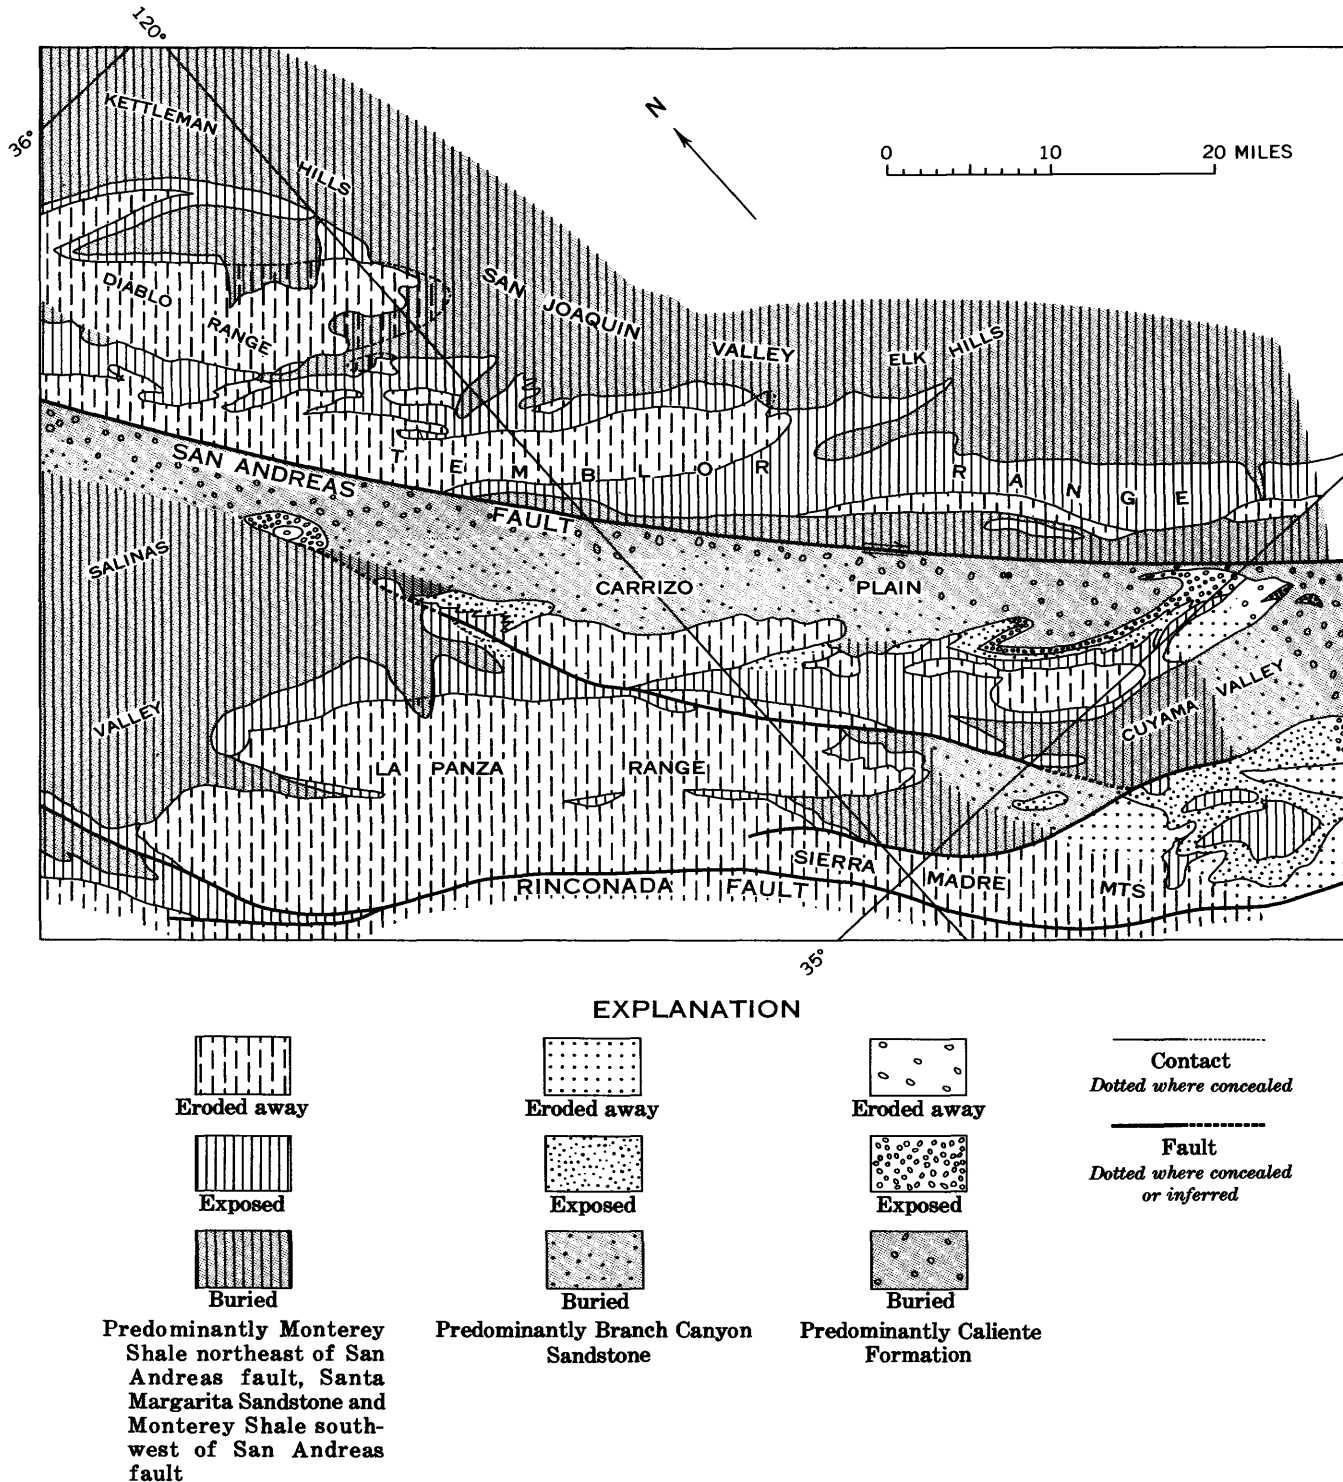 120°
36°
N
0 10 20 MILES
KETTLEMAN
HILLS
DIABLO
RANGE
SAN JOAQUIN
VALLEY
ELK HILLS
TEMBLOR
RANGE
SAN ANDREAS
FAULT
SALINAS
CARRIZO
PLAIN
VALLEY
CUYAMA
VALLEY
LA PANZA
RANGE
SIERRA
MADRE
MTS
RINCONADA
FAULT
35°
EXPLANATION
Eroded away
Exposed
Buried
Predominantly Monterey
Shale northeast of San
Andreas fault, Santa
Margarita Sandstone and
Monterey Shale south-
west of San Andreas
fault
Eroded away
Exposed
Buried
Predominantly Branch Canyon
Sandstone
Eroded away
Exposed
Buried
Predominantly Caliente
Formation
Contact
Dotted where concealed
Fault
Dotted where concealed
or inferred